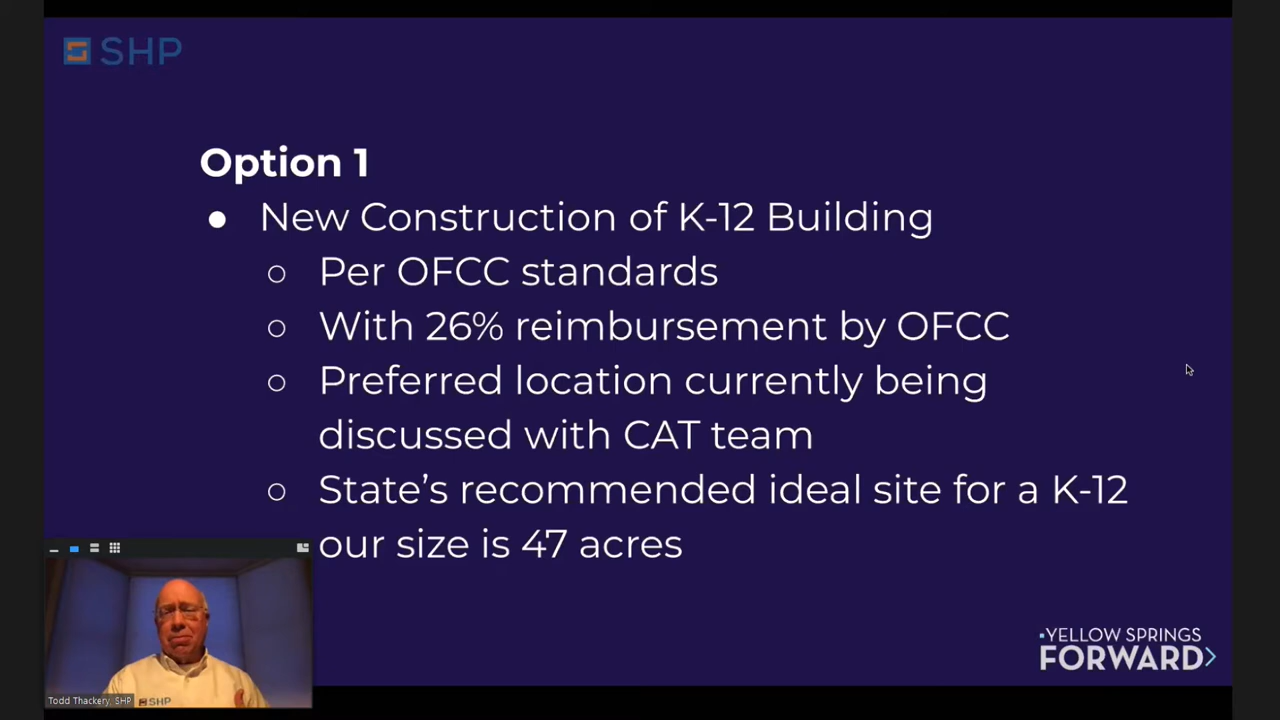 SHP
Option 1
● New Construction of K-12 Building
○ Per OFCC standards
○ With 26% reimbursement by OFCC
○ Preferred location currently being
discussed with CAT team
○ State's recommended ideal site for a K-12
our size is 47 acres
YELLOW SPRINGS
FORWARD
Todd Thackery, SHP
SHP